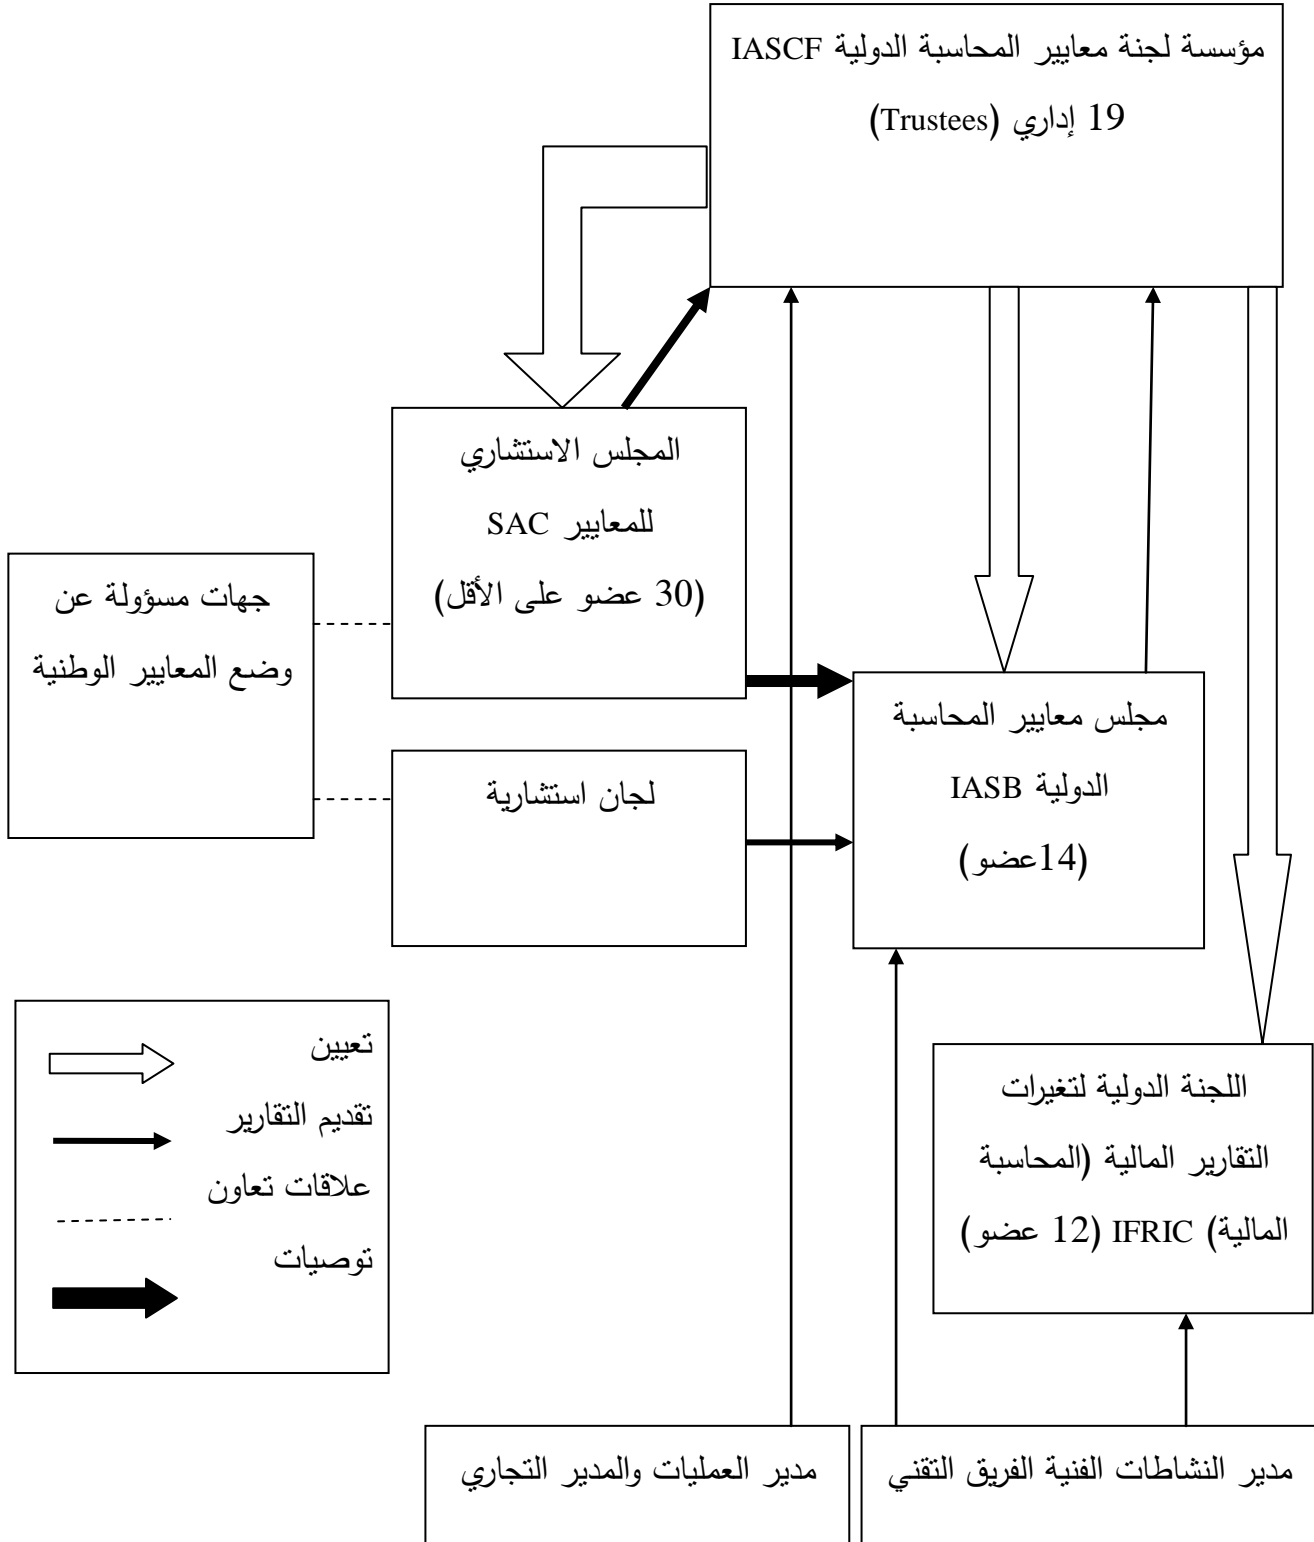 مؤسسة لجنة معايير المحاسبة الدولية IASCF
19 إداري (Trustees)
المجلس الاستشاري
للمعايير SAC
(30 عضو على الأقل)
جهات مسؤولة عن
وضع المعايير الوطنية
مجلس معايير المحاسبة
الدولية IASB
(14عضو)
لجان استشارية
تعيين
تقديم التقارير
علاقات تعاون
توصيات
اللجنة الدولية لتغيرات
التقارير المالية (المحاسبة
المالية) IFRIC (12 عضو)
مدير النشاطات الفنية الفريق التقني
مدير العمليات والمدير التجاري